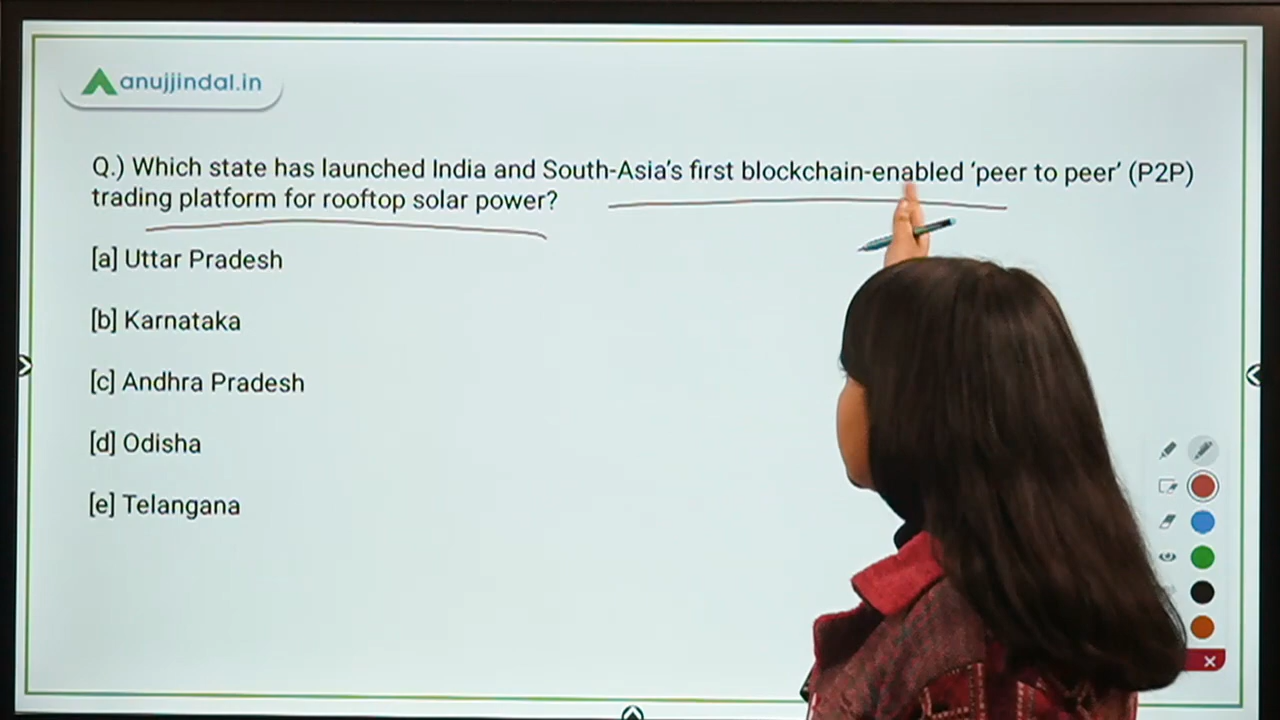 anujjindal.in
Q.) Which state has launched India and South-Asia’s first blockchain-enabled ‘peer to peer’ (P2P)
trading platform for rooftop solar power?
[a] Uttar Pradesh
[b] Karnataka
[c] Andhra Pradesh
[d] Odisha
[e] Telangana